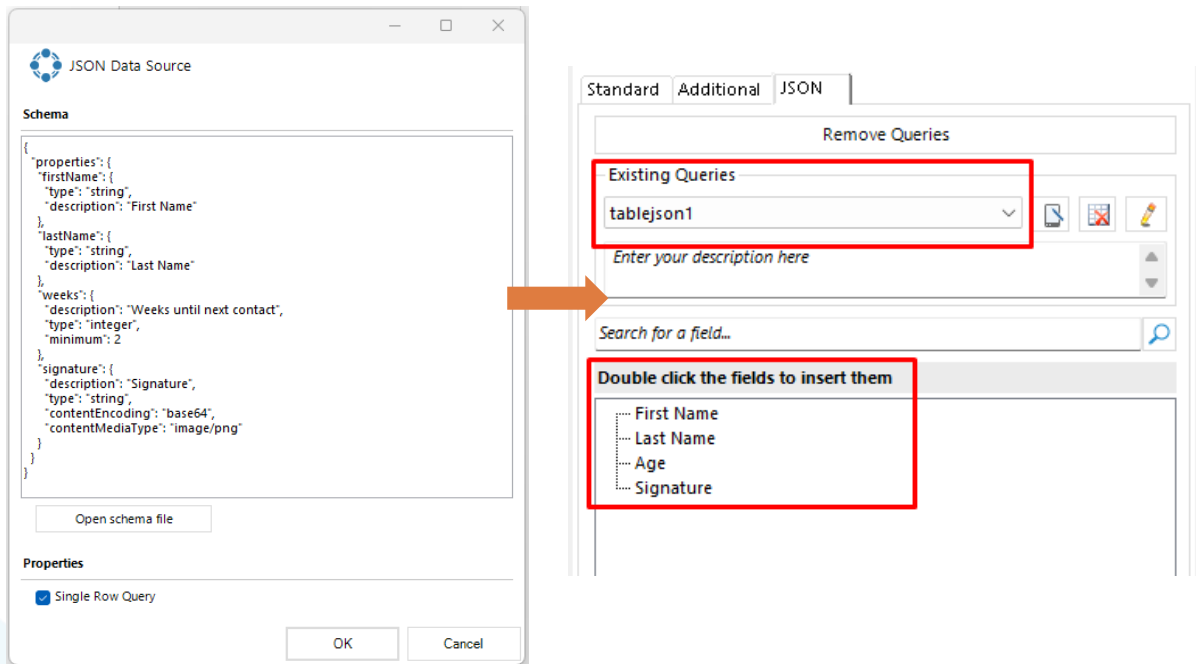 JSON Data Source
Schema
{
"properties": {
"firstName": {
"type": "string",
"description": "First Name"
},
"lastName": {
"type": "string",
"description": "Last Name"
},
"weeks": {
"description": "Weeks until next contact",
"type": "integer",
"minimum": 2
},
"signature": {
"description": "Signature",
"type": "string",
"contentEncoding": "base64",
"contentMediaType": "image/png"
}
}
}
Open schema file
Properties
Single Row Query
OK Cancel
Standard Additional JSON
Remove Queries
Existing Queries
tablejson1
Enter your description here
Search for a field...
Double click the fields to insert them
First Name
Last Name
Age
Signature